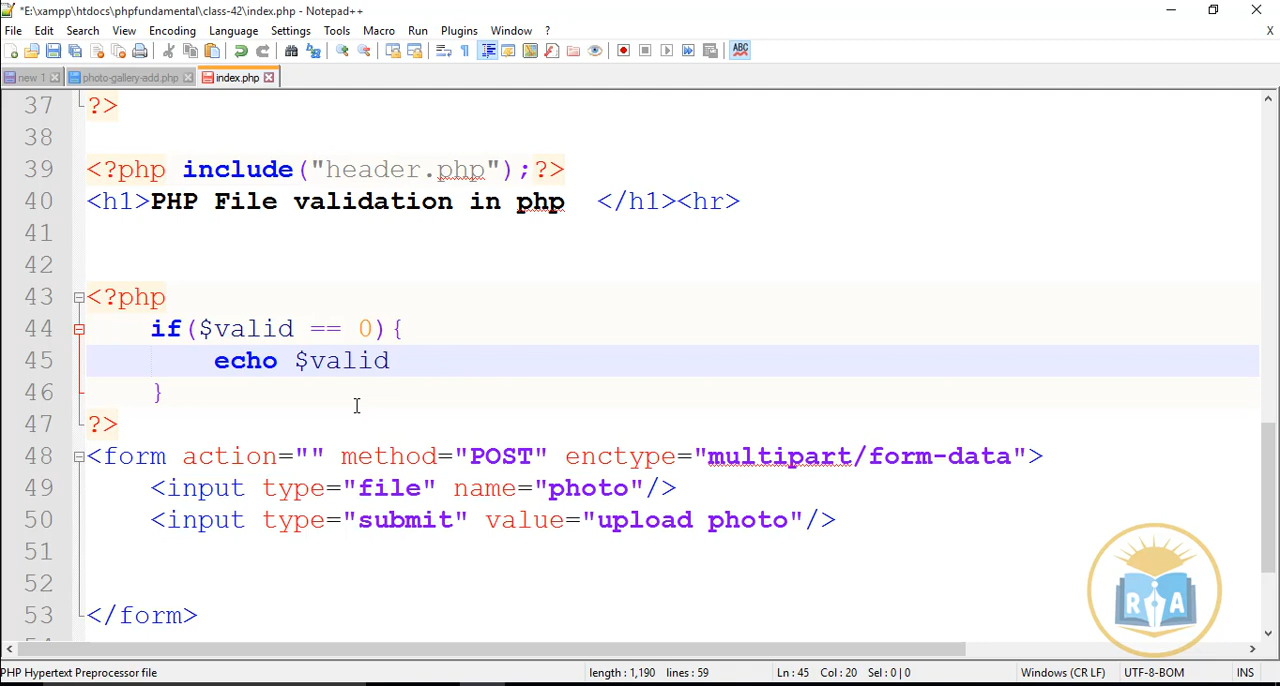 *E:\xampp\htdocs\phpfundamental\class-42\index.php - Notepad++
File Edit Search View Encoding Language Settings Tools Macro Run Plugins Window ? X
new 1 photo-gallery-add.php index.php
37 ?>
38
39 <?php include("header.php");?>
40 <h1>PHP File validation in php  </h1><hr>
41
42
43 <?php
44     if($valid == 0){
45         echo $valid
46     }
47 ?>
48 <form action="" method="POST" enctype="multipart/form-data">
49     <input type="file" name="photo"/>
50     <input type="submit" value="upload photo"/>
51
52
53 </form>
R A
PHP Hypertext Preprocessor file length : 1,190 lines : 59 Ln : 45 Col : 20 Sel : 0 | 0 Windows (CR LF) UTF-8-BOM INS